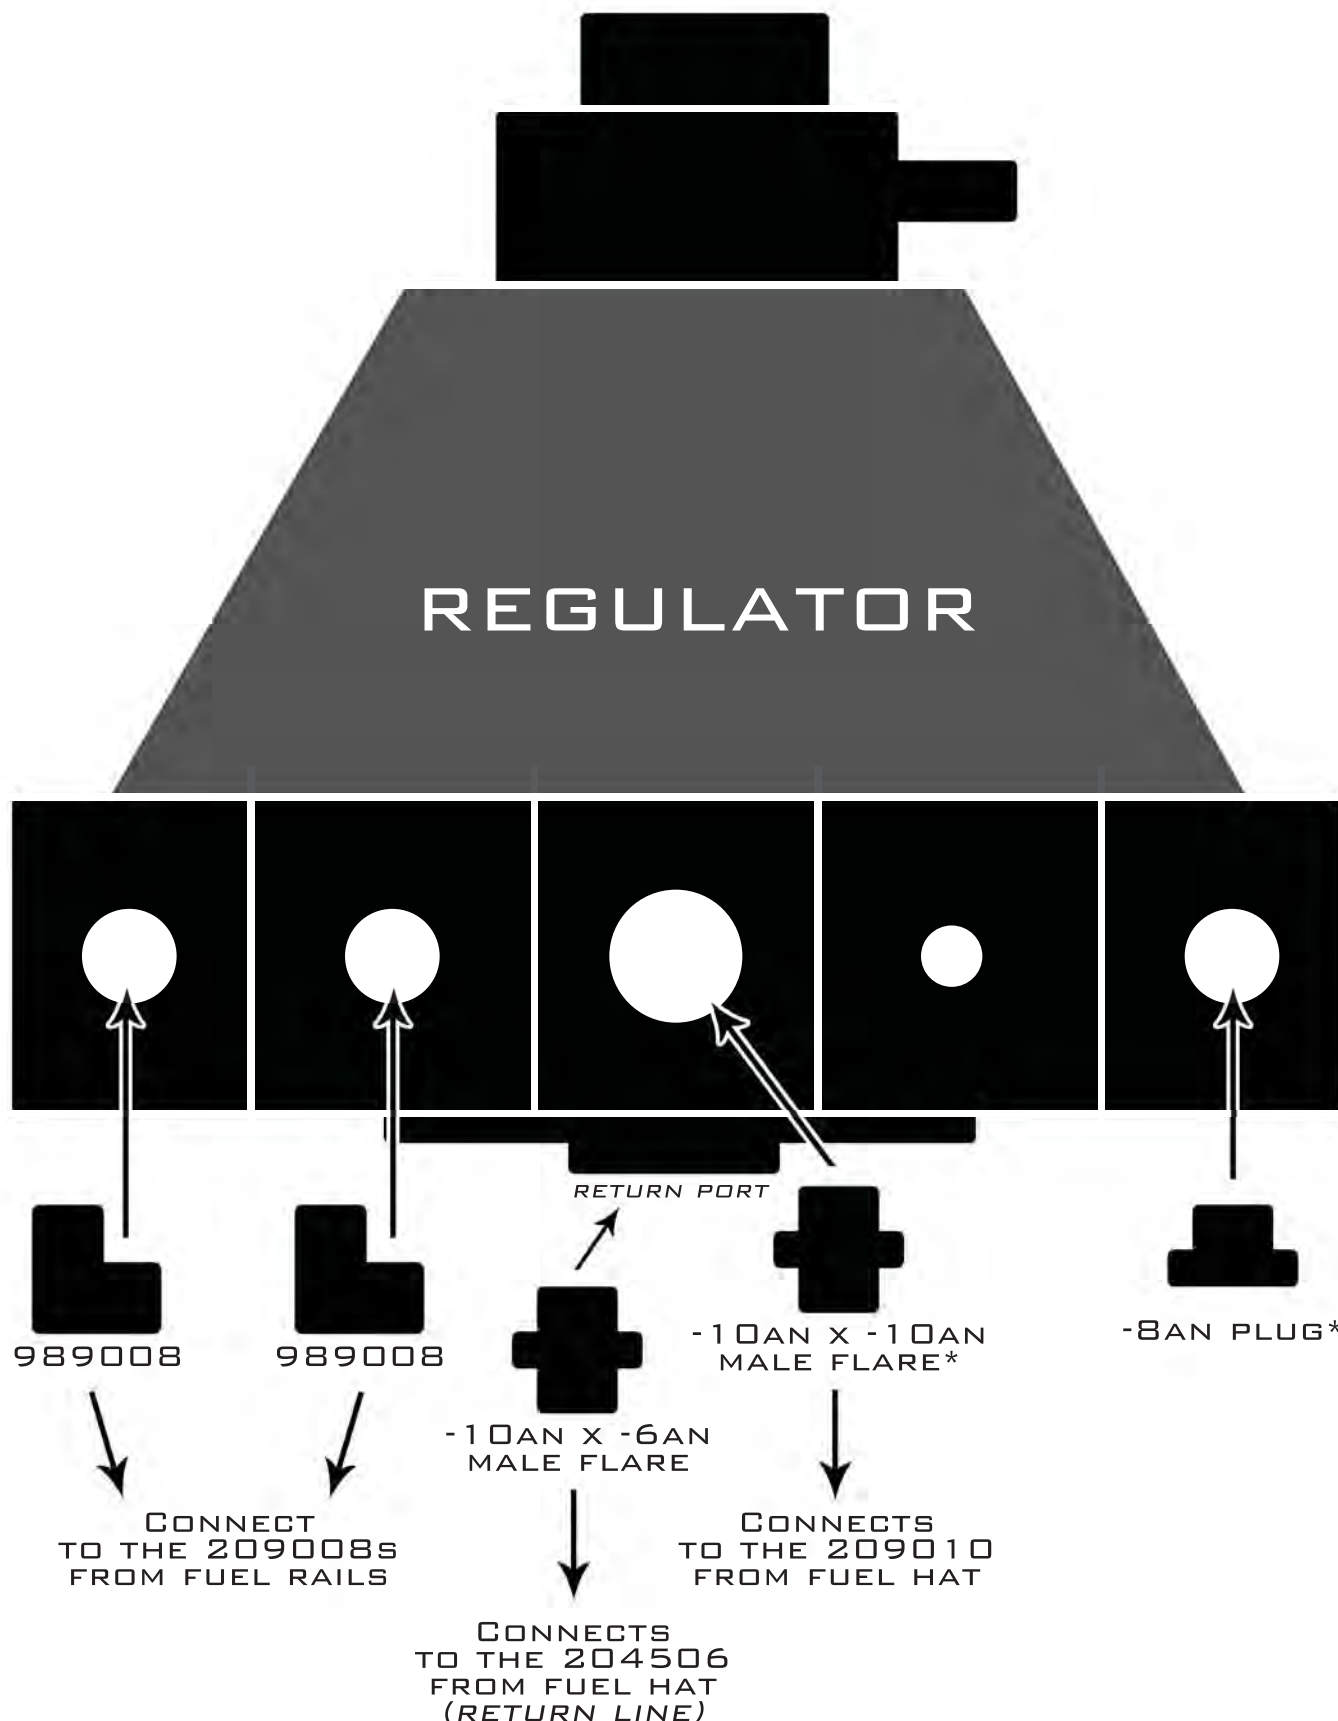 REGULATOR
RETURN PORT
989008
989008
-10AN X -6AN
MALE FLARE
-10AN X -10AN
MALE FLARE*
-8AN PLUG*
CONNECT
TO THE 209008S
FROM FUEL RAILS
CONNECTS
TO THE 204506
FROM FUEL HAT
(RETURN LINE)
CONNECTS
TO THE 209010
FROM FUEL HAT